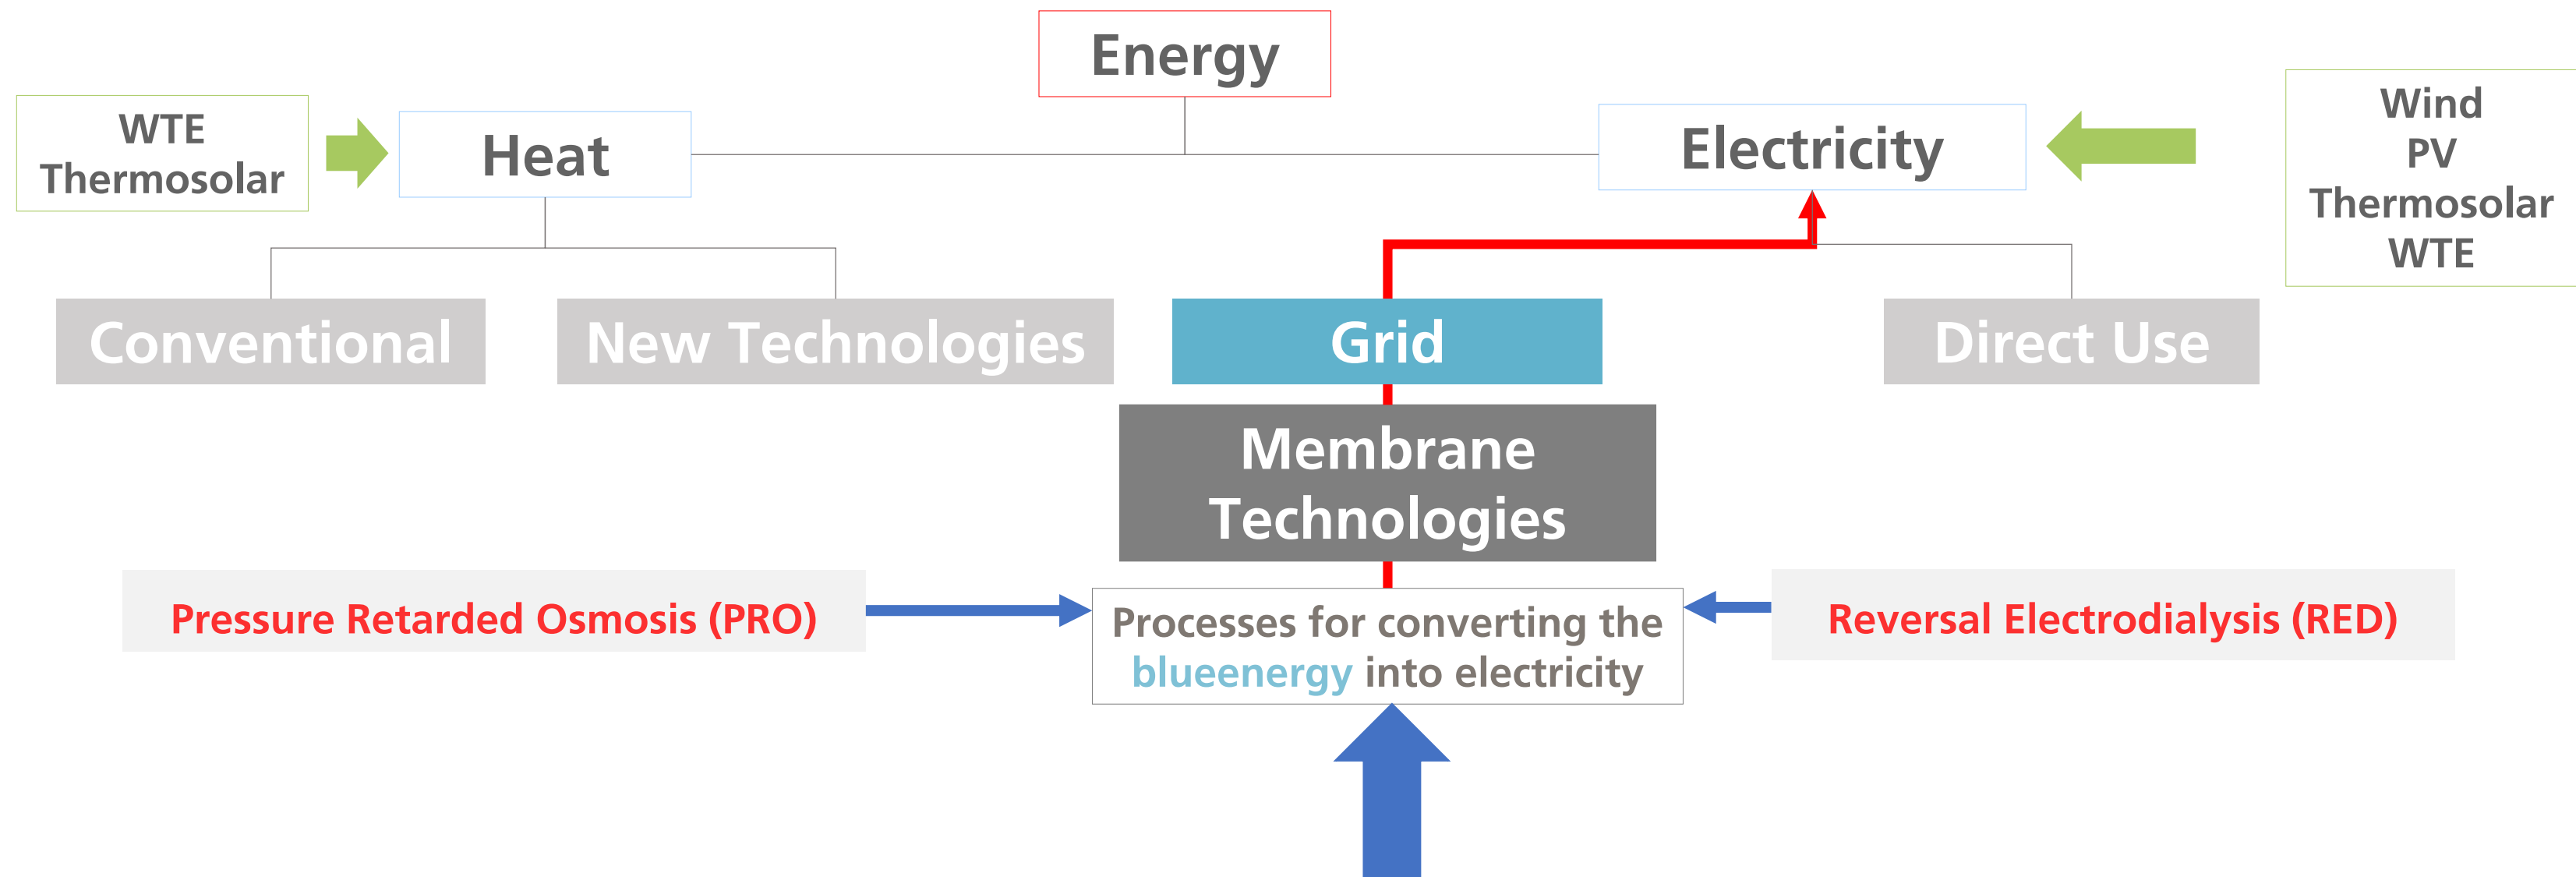 Energy
WTE
Thermosolar
Heat
Electricity
Wind
PV
Thermosolar
WTE
Conventional
New Technologies
Grid
Direct Use
Membrane
Technologies
Pressure Retarded Osmosis (PRO)
Processes for converting the
blueenergy into electricity
Reversal Electrodialysis (RED)